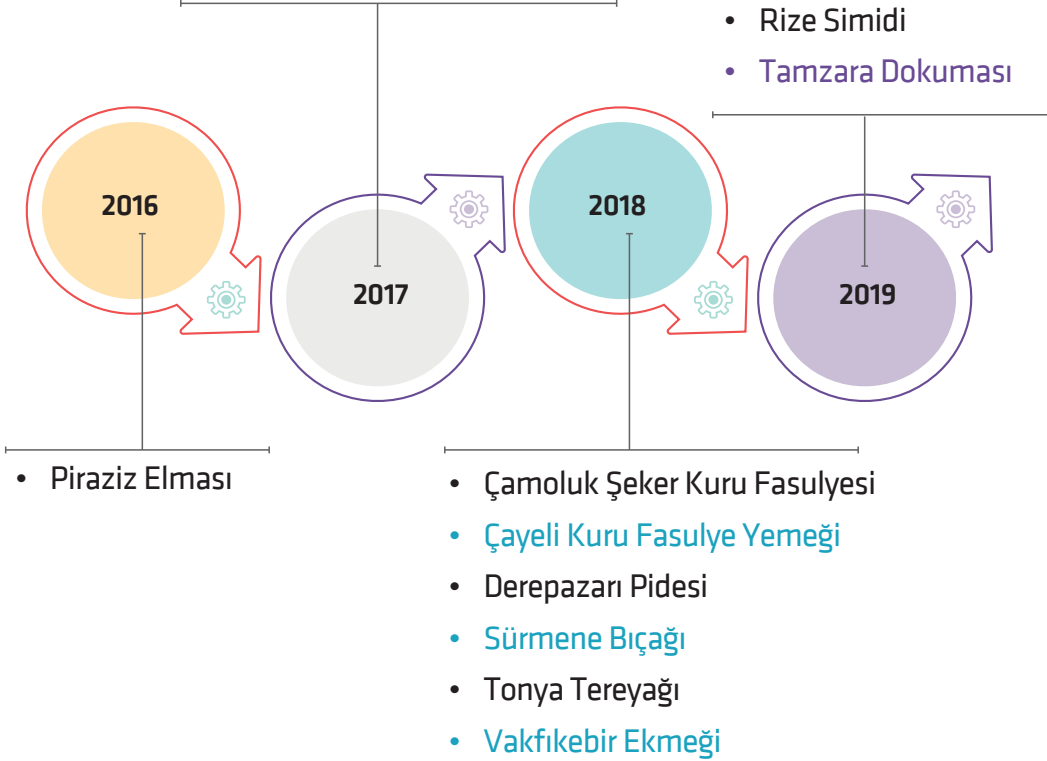 • Rize Simidi
• Tamzara Dokuması
2016
2018
2017
2019
• Piraziz Elması
• Çamoluk Şeker Kuru Fasulyesi
• Çayeli Kuru Fasulye Yemeği
• Derepazarı Pidesi
• Sürmene Bıçağı
• Tonya Tereyağı
• Vakfıkebir Ekmeği